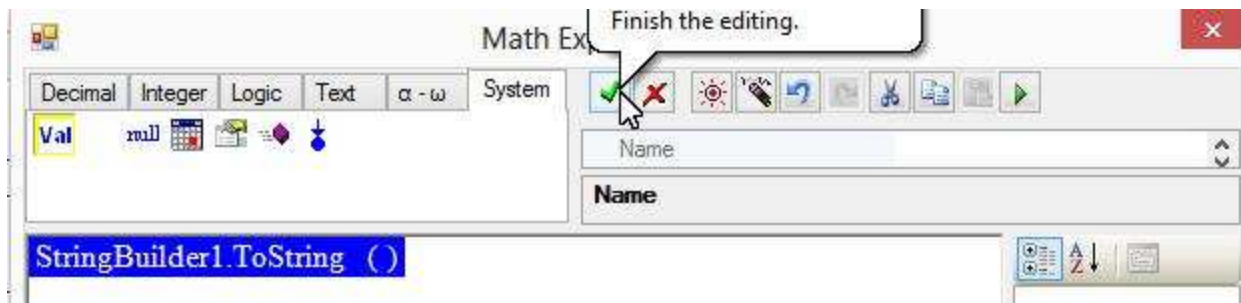 Finish the editing.
Math Ex
Decimal Integer Logic Text α - ω System
Val null
Name
Name
StringBuilder1.ToString ()
A
Z